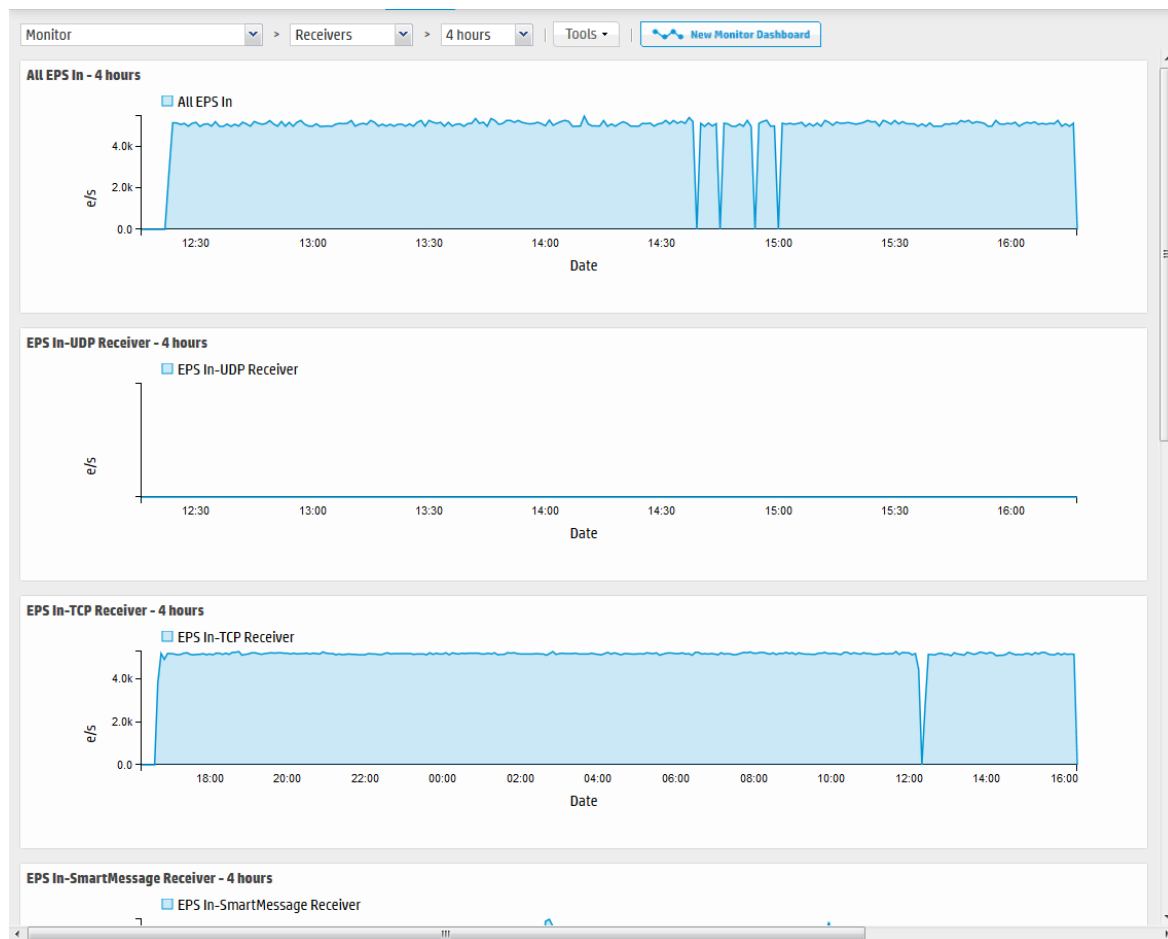 Monitor > Receivers > 4 hours | Tools | New Monitor Dashboard
All EPS In - 4 hours
All EPS In
4.0k
2.0k
0.0
e/s
12:30 13:00 13:30 14:00 14:30 15:00 15:30 16:00
Date
EPS In-UDP Receiver - 4 hours
EPS In-UDP Receiver
e/s
12:30 13:00 13:30 14:00 14:30 15:00 15:30 16:00
Date
EPS In-TCP Receiver - 4 hours
EPS In-TCP Receiver
4.0k
2.0k
0.0
e/s
18:00 20:00 22:00 00:00 02:00 04:00 06:00 08:00 10:00 12:00 14:00 16:00
Date
EPS In-SmartMessage Receiver - 4 hours
EPS In-SmartMessage Receiver